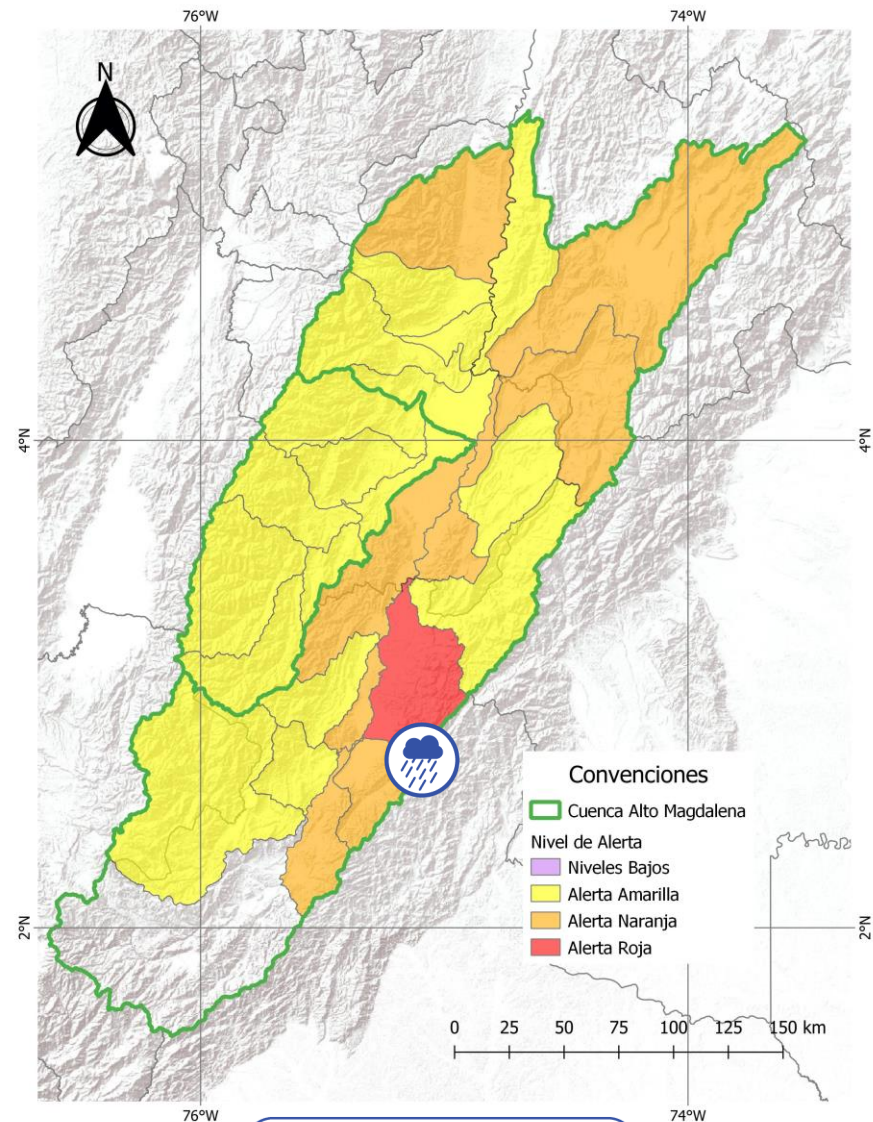 76°W
74°W
N
4°N
4°N
Convenciones
Cuenca Alto Magdalena
Nivel de Alerta
Niveles Bajos
Alerta Amarilla
Alerta Naranja
Alerta Roja
2°N
2°N
0 25 50 75 100 125 150 km
76°W
74°W